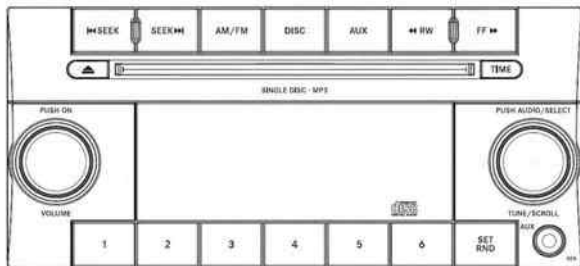 SEEK SEEK AM/FM DISC AUX RW FF
TIME
SINGLE DISC - MP3
PUSH ON PUSH AUDIO/SELECT
VOLUME TUNE/SCROLL
1 2 3 4 5 6 SET RND AUX